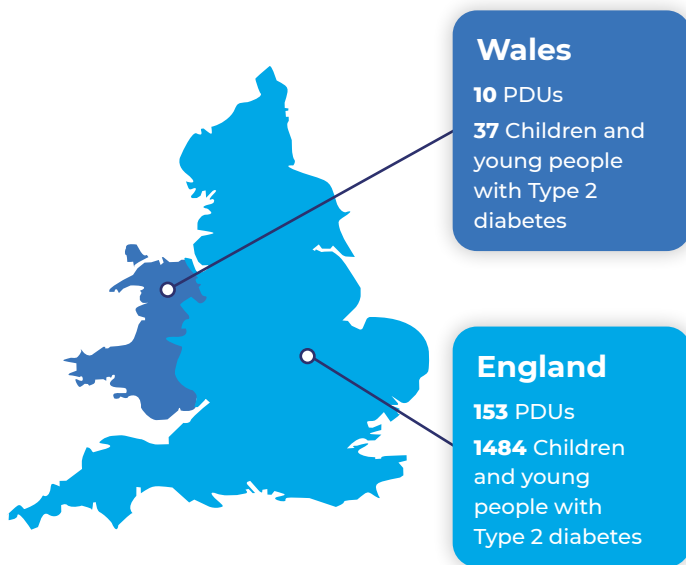 Wales
10 PDUs
37 Children and
young people
with Type 2
diabetes
England
153 PDUs
1484 Children
and young
people with
Type 2 diabetes